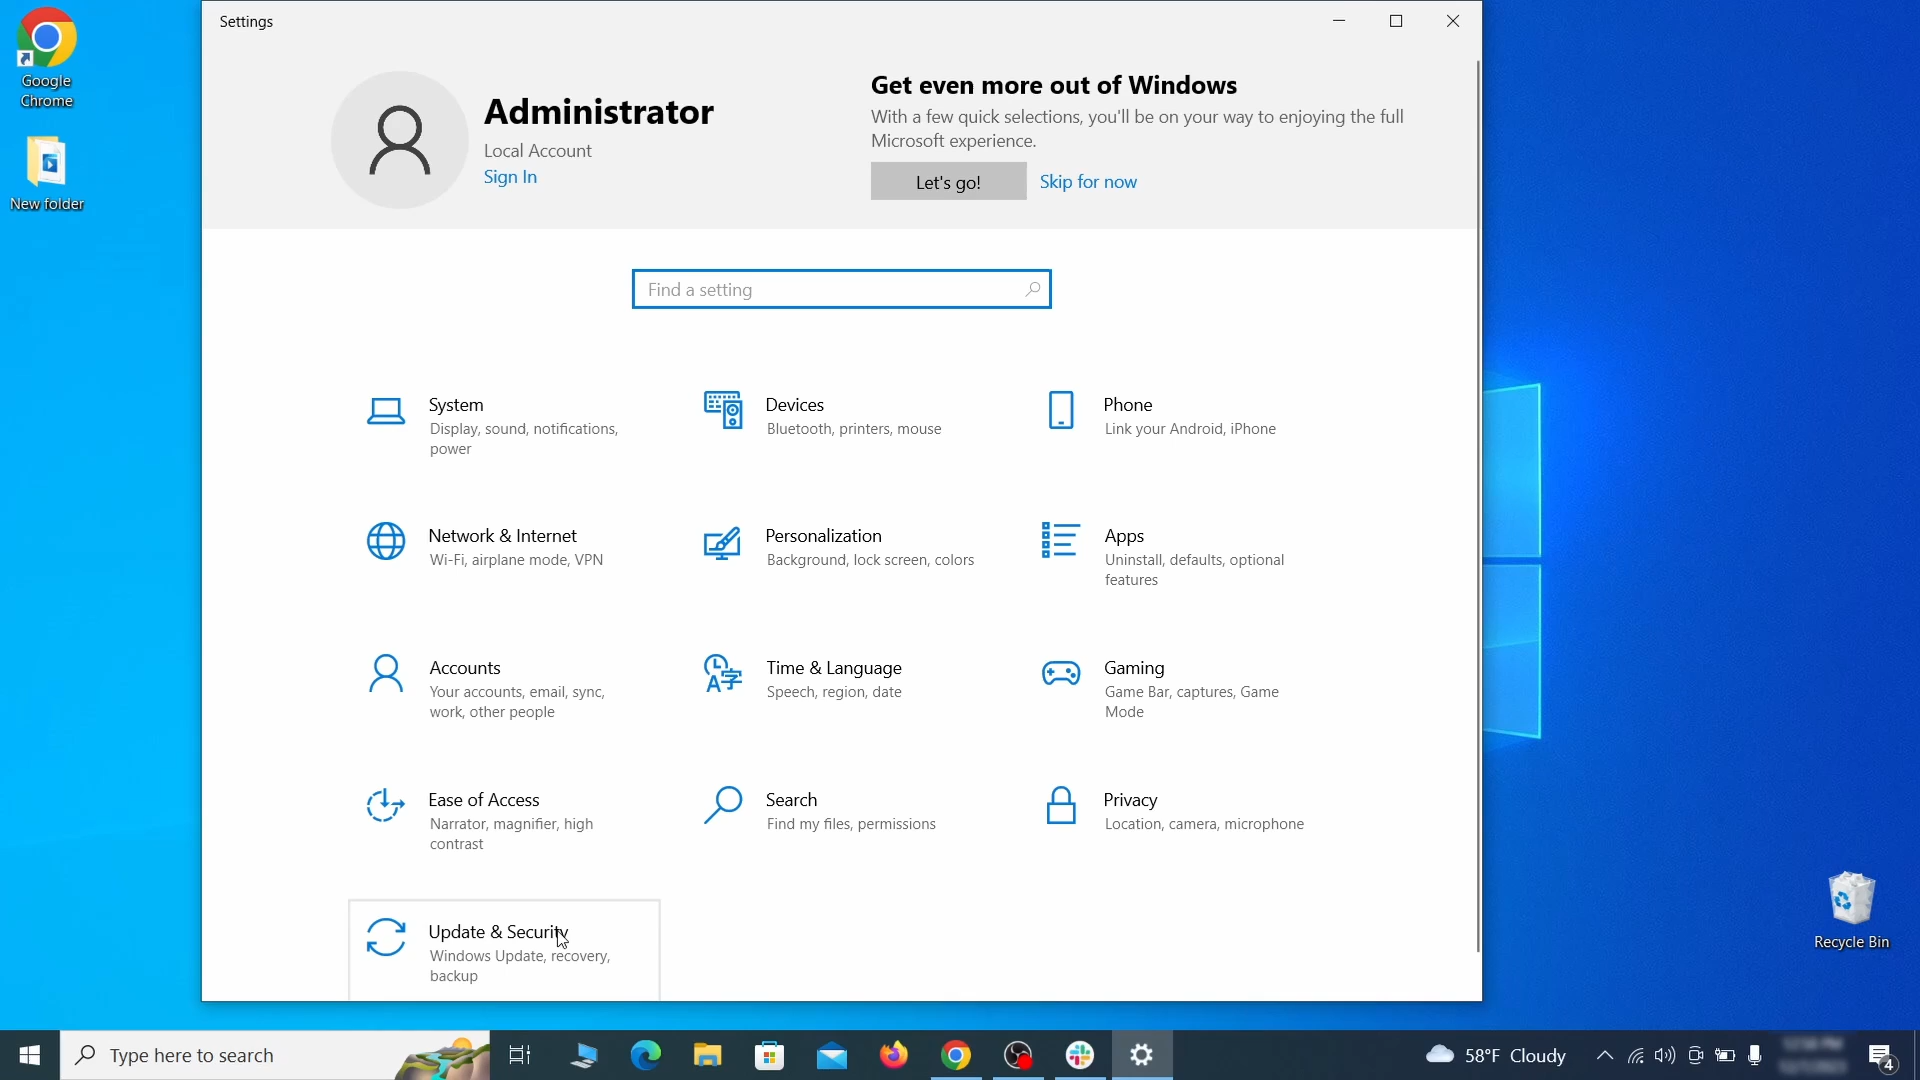 Settings
Google
Chrome
New folder
Administrator
Local Account
Sign In
Get even more out of Windows
With a few quick selections, you'll be on your way to enjoying the full
Microsoft experience.
Let's go!
Skip for now
Find a setting
System
Display, sound, notifications,
power
Devices
Bluetooth, printers, mouse
Phone
Link your Android, iPhone
Network & Internet
Wi-Fi, airplane mode, VPN
Personalization
Background, lock screen, colors
Apps
Uninstall, defaults, optional
features
Accounts
Your accounts, email, sync,
work, other people
Time & Language
Speech, region, date
Gaming
Game Bar, captures, Game
Mode
Ease of Access
Narrator, magnifier, high
contrast
Search
Find my files, permissions
Privacy
Location, camera, microphone
Update & Security
Windows Update, recovery,
backup
Recycle Bin
Type here to search
58°F Cloudy
4